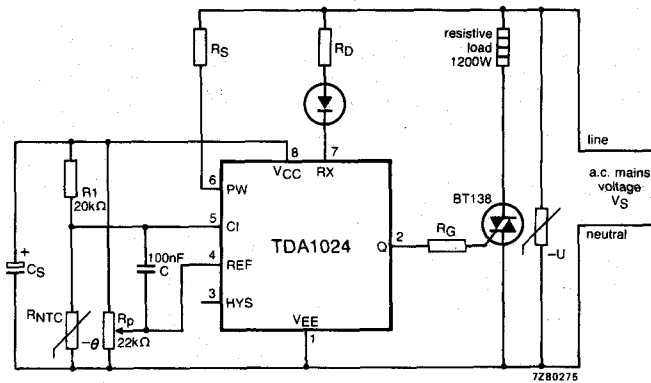 RS
RD
resistive
load
1200W
line
a.c. mains
voltage
VS
neutral
8
7
VCC
RX
6
PW
R1
20kΩ
5
CI
BT138
TDA1024
Q
2
RG
-U
+
CS
100nF
C
4
REF
3
HYS
RNTC
-θ
Rp
22kΩ
VEE
1
7Z80275